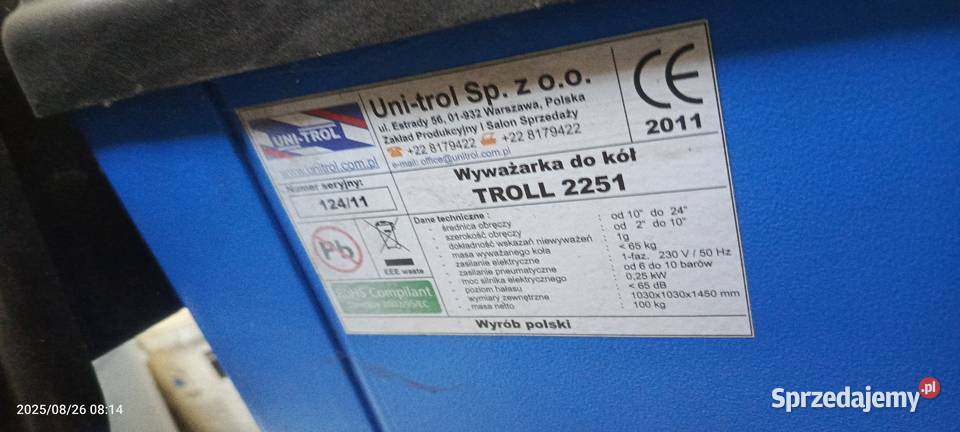 UNI-TROL
www.unitrol.com.pl
Uni-trol Sp. z o.o.
ul. Estrady 56, 01-932 Warszawa, Polska
Zakład Produkcyjny i Salon Sprzedaży
+22 8179422 +22 8179422
e-mail: office@unitrol.com.pl
CE
2011
Numer seryjny:
124/11
Wyważarka do kół
TROLL 2251
Pb
EEE waste
RoHS Compliant
Dane techniczne :
- średnica obręczy : od 10" do 24"
- szerokość obręczy : od 2" do 10"
- dokładność wskazań niewyważeń : 1g
- masa wyważanego koła : < 65 kg
- zasilanie elektryczne : 1-faz. 230 V / 50 Hz
- zasilanie pneumatyczne : od 6 do 10 barów
- moc silnika elektrycznego : 0,25 kW
- poziom hałasu : < 65 dB
- wymiary zewnętrzne : 1030x1030x1450 mm
- masa netto : 100 kg
Wyrób polski
2025/08/26 08:14
Sprzedajemy.pl